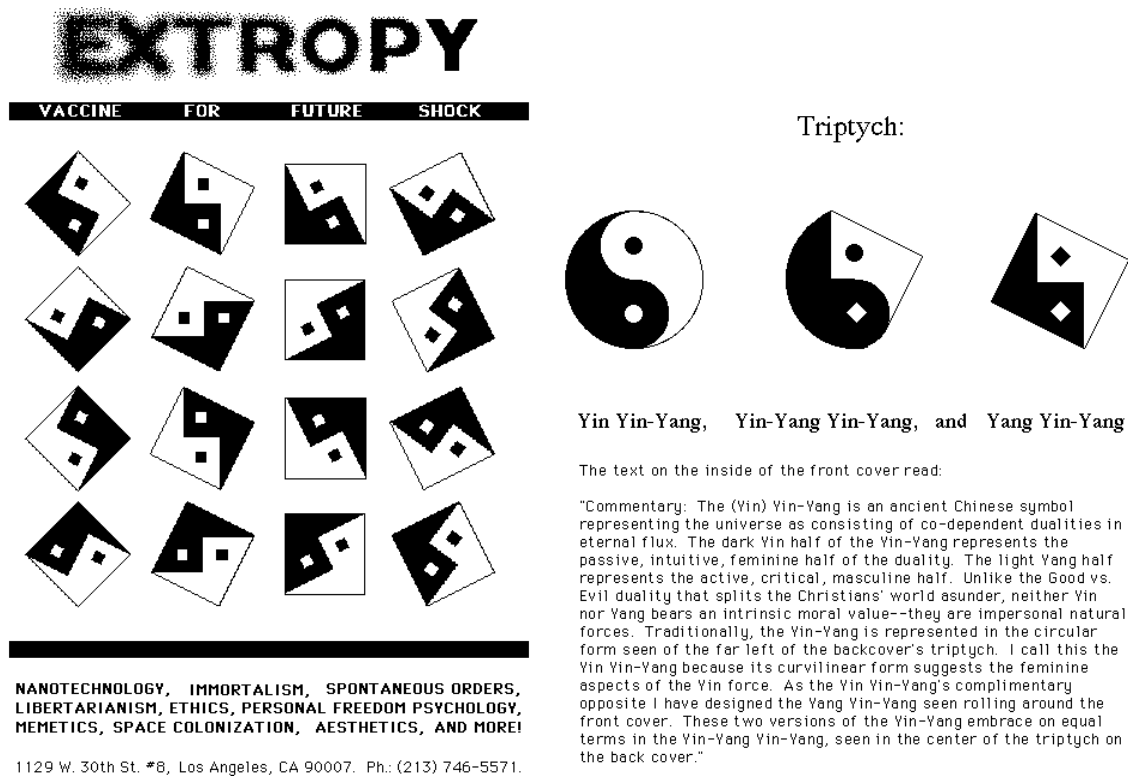 EXTROPY
VACCINE FOR FUTURE SHOCK
NANOTECHNOLOGY, IMMORTALISM, SPONTANEOUS ORDERS,
LIBERTARIANISM, ETHICS, PERSONAL FREEDOM PSYCHOLOGY,
MEMETICS, SPACE COLONIZATION, AESTHETICS, AND MORE!
1129 W. 30th St. #8, Los Angeles, CA 90007. Ph.: (213) 746-5571.
Triptych:
Yin Yin-Yang, Yin-Yang Yin-Yang, and Yang Yin-Yang
The text on the inside of the front cover read:
"Commentary: The (Yin) Yin-Yang is an ancient Chinese symbol
representing the universe as consisting of co-dependent dualities in
eternal flux. The dark Yin half of the Yin-Yang represents the
passive, intuitive, feminine half of the duality. The light Yang half
represents the active, critical, masculine half. Unlike the Good vs.
Evil duality that splits the Christians' world asunder, neither Yin
nor Yang bears an intrinsic moral value--they are impersonal natural
forces. Traditionally, the Yin-Yang is represented in the circular
form seen of the far left of the backcover's triptych. I call this the
Yin Yin-Yang because its curvilinear form suggests the feminine
aspects of the Yin force. As the Yin Yin-Yang's complimentary
opposite I have designed the Yang Yin-Yang seen rolling around the
front cover. These two versions of the Yin-Yang embrace on equal
terms in the Yin-Yang Yin-Yang, seen in the center of the triptych on
the back cover."